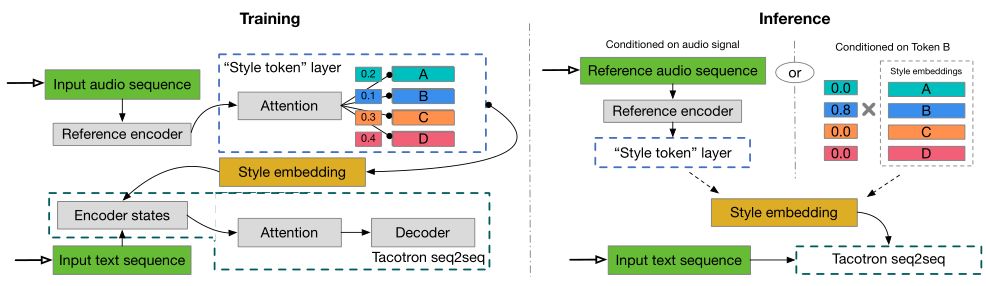 Training
"Style token" layer
Input audio sequence
Reference encoder
Attention
0.2 A
0.1 B
0.3 C
0.4 D
Style embedding
Encoder states
Attention
Decoder
Tacotron seq2seq
Input text sequence
Inference
Conditioned on audio signal
Reference audio sequence
Reference encoder
"Style token" layer
or
Conditioned on Token B
Style embeddings
0.0 A
0.8 B
0.0 C
0.0 D
Style embedding
Input text sequence
Tacotron seq2seq